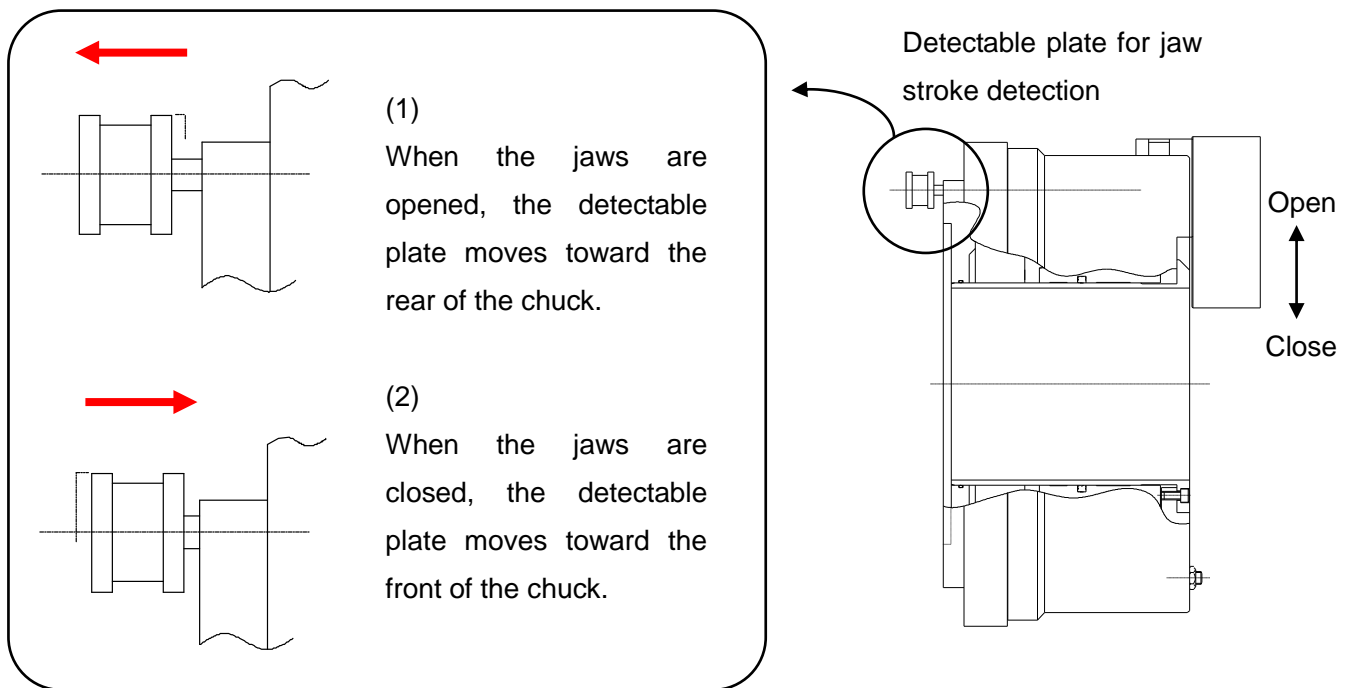 (1)
When the jaws are
opened, the detectable
plate moves toward the
rear of the chuck.
(2)
When the jaws are
closed, the detectable
plate moves toward the
front of the chuck.
Detectable plate for jaw
stroke detection
Open
Close